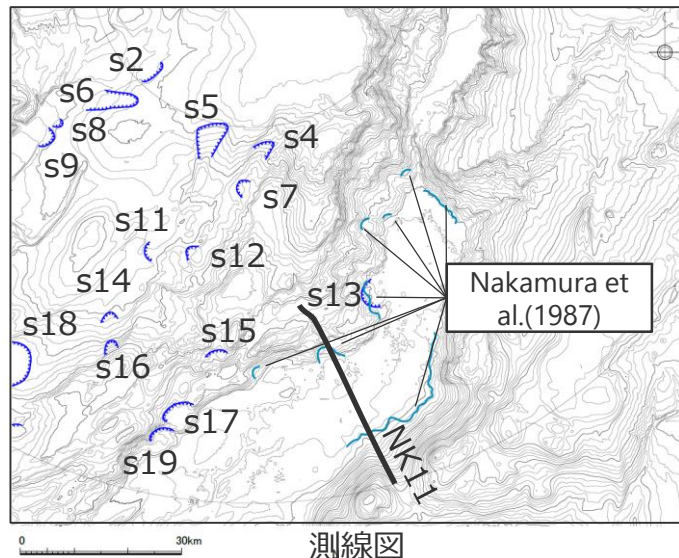 s2
s6
s5
s8
s4
s9
s7
s11
s12
s14
s13
Nakamura et
al.(1987)
s18
s15
s16
s17
s19
NK11
0
30km
測線図